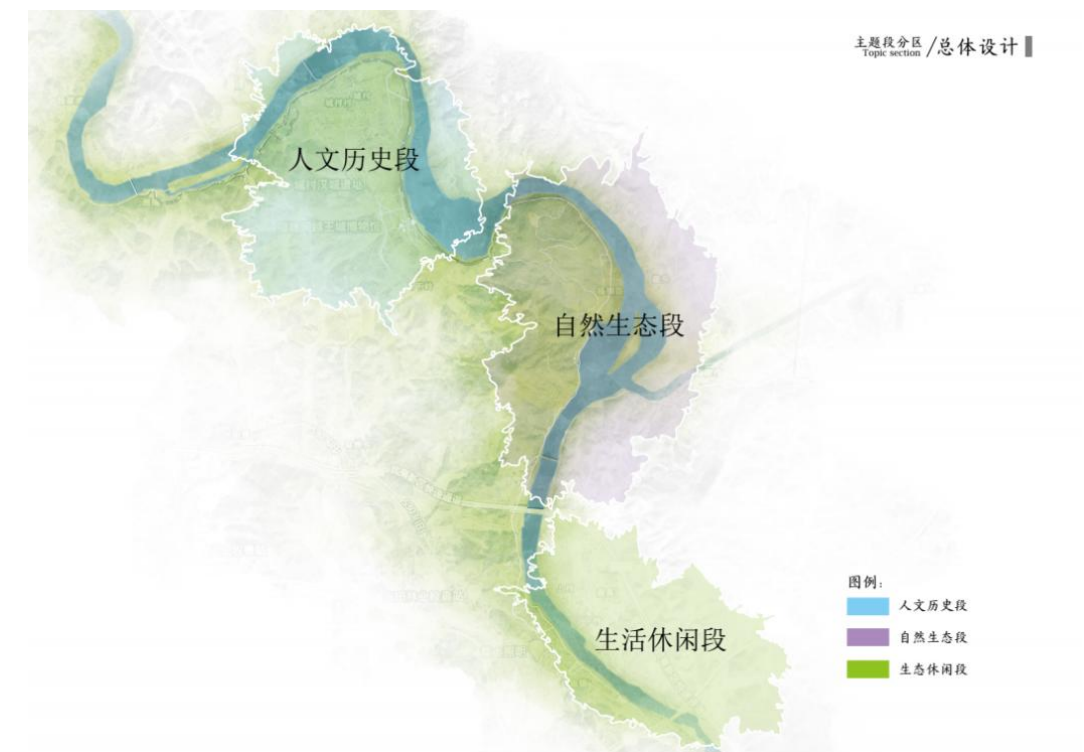 主题段分区
Topic section
/总体设计
人文历史段
自然生态段
生活休闲段
图例：
人文历史段
自然生态段
生态休闲段